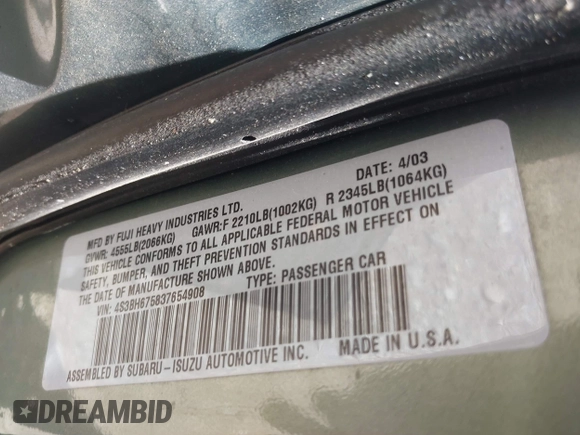 MFD BY FUJI HEAVY INDUSTRIES LTD. DATE: 4/03
GVWR: 4555LB(2066KG) GAWR:F 2210LB(1002KG) R 2345LB(1064KG)
THIS VEHICLE CONFORMS TO ALL APPLICABLE FEDERAL MOTOR VEHICLE
SAFETY, BUMPER, AND THEFT PREVENTION STANDARDS IN EFFECT ON
THE DATE OF MANUFACTURE SHOWN ABOVE.
VIN: 4S3BH675837654908 TYPE: PASSENGER CAR
ASSEMBLED BY SUBARU-ISUZU AUTOMOTIVE INC. MADE IN U.S.A.
DREAMBID